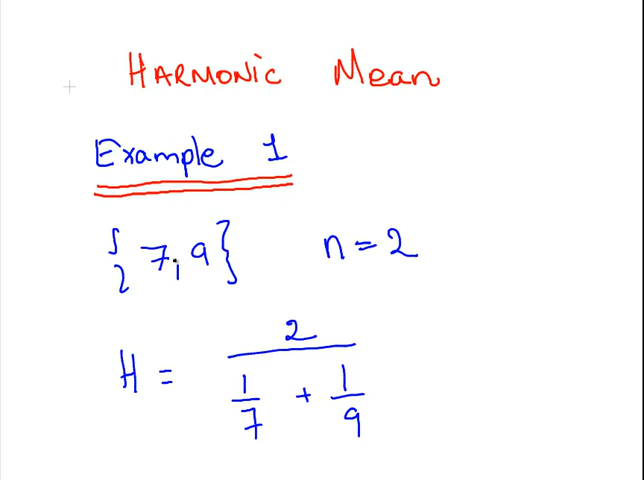 HARMONIC Mean
Example 1
{ 7, 9 } n = 2
H = 2 / (1/7 + 1/9)